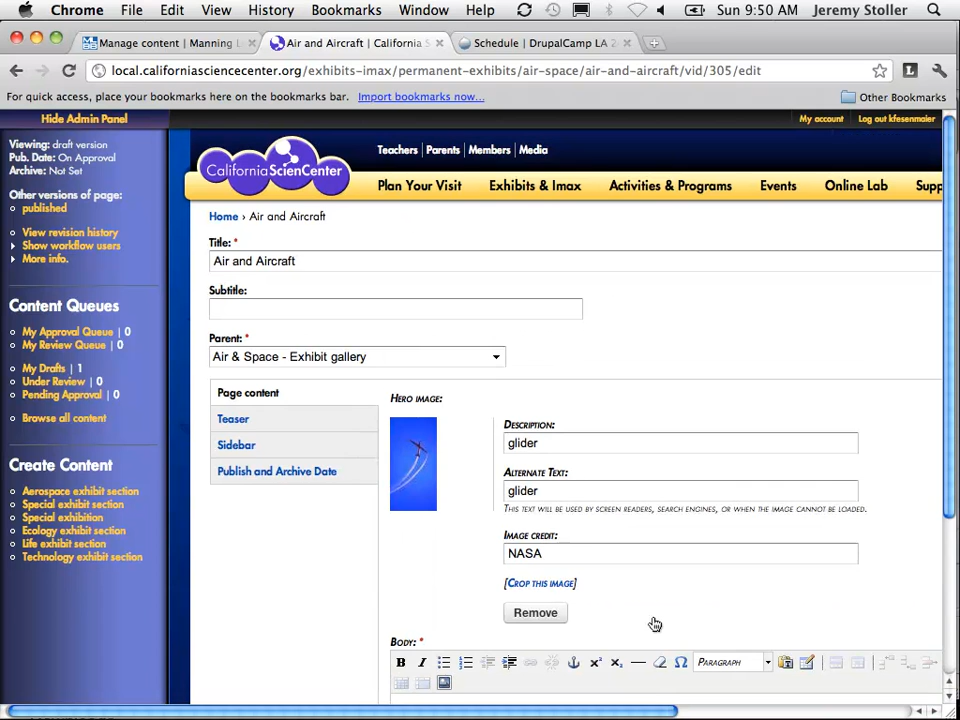 Chrome File Edit View History Bookmarks Window Help Sun 9:50 AM Jeremy Stoller
Manage content | Manning L
Air and Aircraft | California S
Schedule | DrupalCamp LA 2
local.californiasciencecenter.org/exhibits-imax/permanent-exhibits/air-space/air-and-aircraft/vid/305/edit
For quick access, place your bookmarks here on the bookmarks bar. Import bookmarks now... Other Bookmarks
Hide Admin Panel
My account Log out kfesenmaier
Viewing: draft version
Pub. Date: On Approval
Archive: Not Set
Other versions of page:
published
View revision history
Show workflow users
More info.
Content Queues
My Approval Queue | 0
My Review Queue | 0
My Drafts | 1
Under Review | 0
Pending Approval | 0
Browse all content
Create Content
Aerospace exhibit section
Special exhibit section
Special exhibition
Ecology exhibit section
Life exhibit section
Technology exhibit section
California ScienCenter
Teachers | Parents | Members | Media
Plan Your Visit Exhibits & Imax Activities & Programs Events Online Lab Supp
Home › Air and Aircraft
Title: *
Air and Aircraft
Subtitle:
Parent: *
Air & Space - Exhibit gallery
Page content
Teaser
Sidebar
Publish and Archive Date
Hero image:
Description:
glider
Alternate Text:
glider
This text will be used by screen readers, search engines, or when the image cannot be loaded.
Image credit:
NASA
[Crop this image]
Remove
Body: *
B I Paragraph